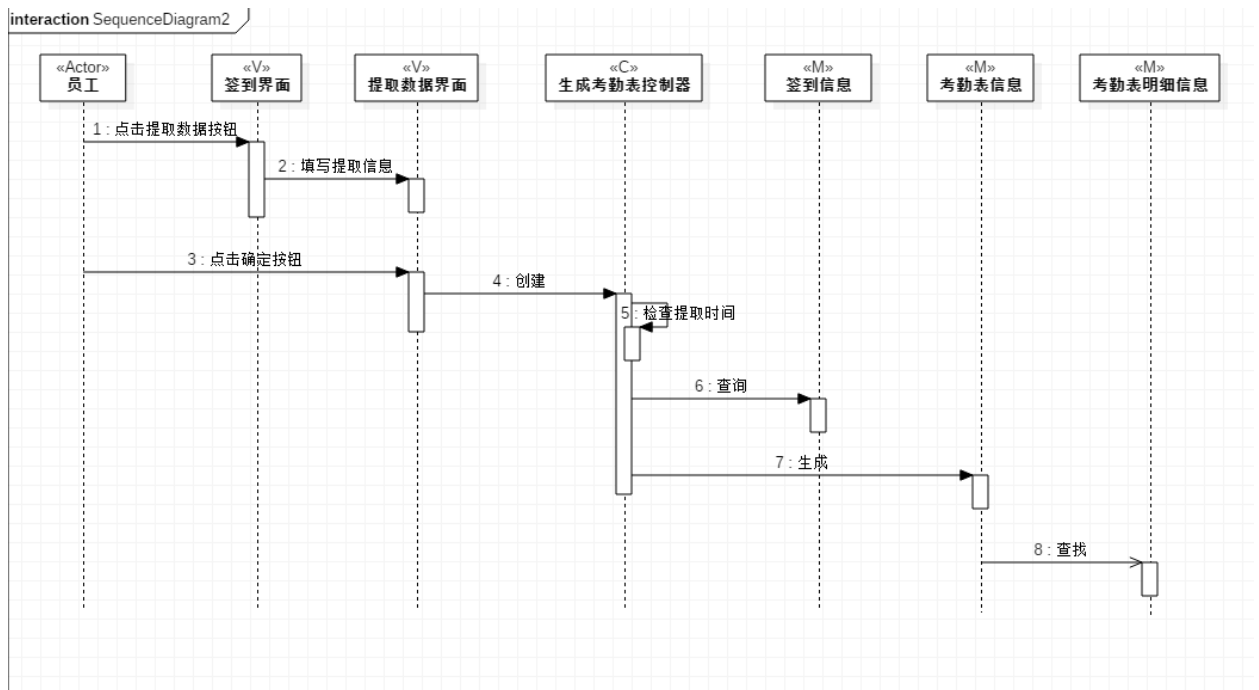 interaction SequenceDiagram2
«Actor»
员工
«V»
签到界面
«V»
提取数据界面
«C»
生成考勤表控制器
«M»
签到信息
«M»
考勤表信息
«M»
考勤表明细信息
1 : 点击提取数据按钮
2 : 填写提取信息
3 : 点击确定按钮
4 : 创建
5 : 检查提取时间
6 : 查询
7 : 生成
8 : 查找